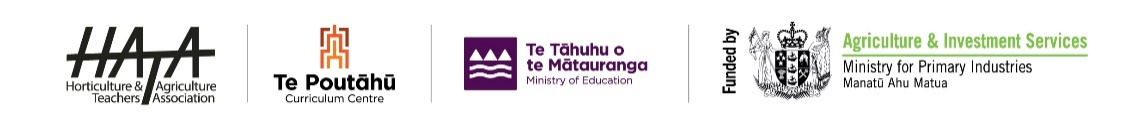 HATA
Horticulture & Agriculture
Teachers Association
Te Poutāhū
Curriculum Centre
Te Tāhuhu o
te Mātauranga
Ministry of Education
Funded by
Agriculture & Investment Services
Ministry for Primary Industries
Manatū Ahu Matua